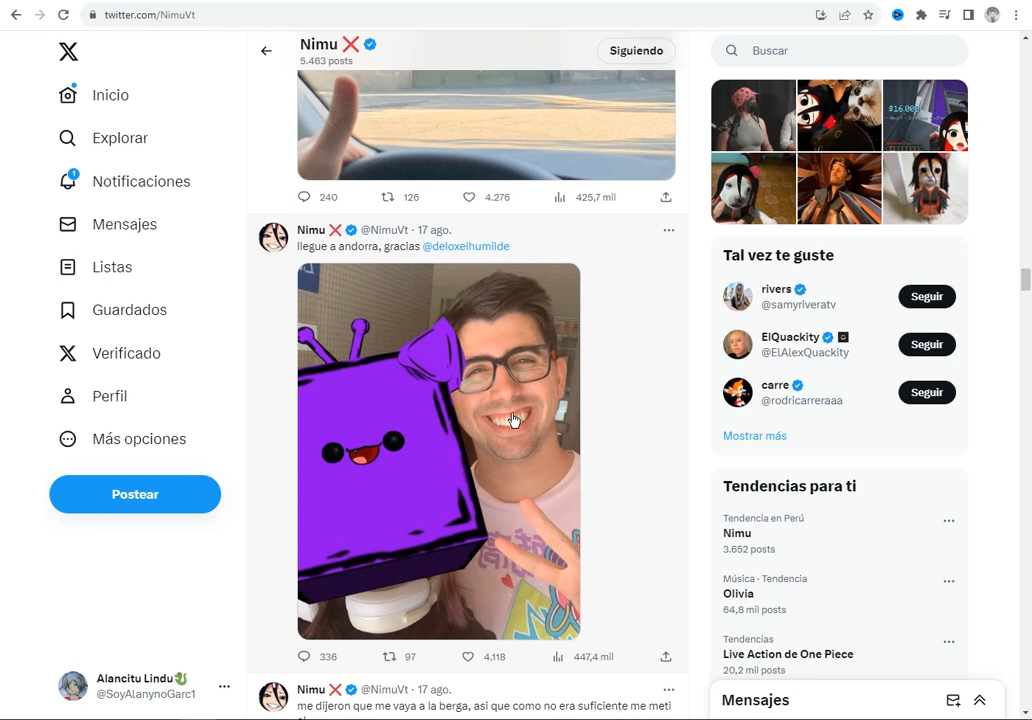 twitter.com/NimuVt
Inicio
Explorar
1
Notificaciones
Mensajes
Listas
Guardados
Verificado
Perfil
Más opciones
Postear
Alancitu Lindu
@SoyAlanynoGarc1
Nimu ❌
5.463 posts
Siguiendo
240 126 4.276 425,7 mil
Nimu ❌ @NimuVt · 17 ago.
llegue a andorra, gracias @deloxelhumilde
336 97 4.118 447,4 mil
Nimu ❌ @NimuVt · 17 ago.
me dijeron que me vaya a la berga, asi que como no era suficiente me meti
Buscar
$16.000
Tal vez te guste
rivers
@samyriveratv
Seguir
ElQuackity
@ElAlexQuackity
Seguir
carre
@rodricarreraaa
Seguir
Mostrar más
Tendencias para ti
Tendencia en Perú
Nimu
3.652 posts
Música · Tendencia
Olivia
64,8 mil posts
Tendencias
Live Action de One Piece
20,2 mil posts
Mensajes